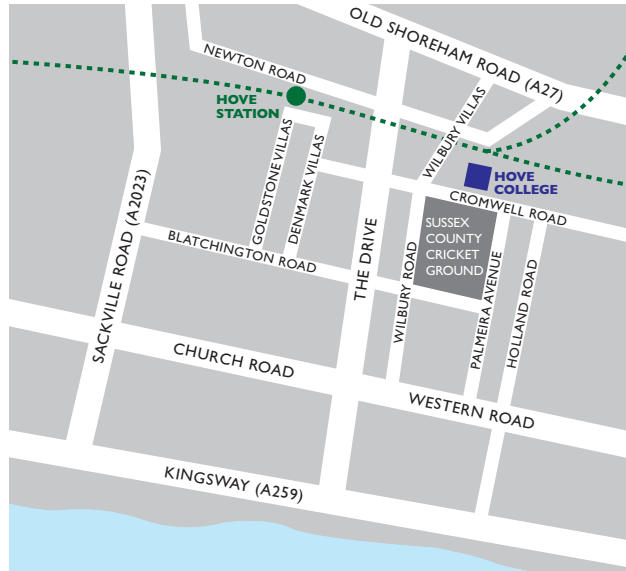 OLD SHOREHAM ROAD (A27)
NEWTON ROAD
HOVE
STATION
WILBURY VILLAS
HOVE
COLLEGE
GOLDSTONE VILLAS
DENMARK VILLAS
CROMWELL ROAD
SACKVILLE ROAD (A2023)
BLATCHINGTON ROAD
THE DRIVE
SUSSEX
COUNTY
CRICKET
GROUND
WILBURY ROAD
PALMEIRA AVENUE
HOLLAND ROAD
CHURCH ROAD
WESTERN ROAD
KINGSWAY (A259)